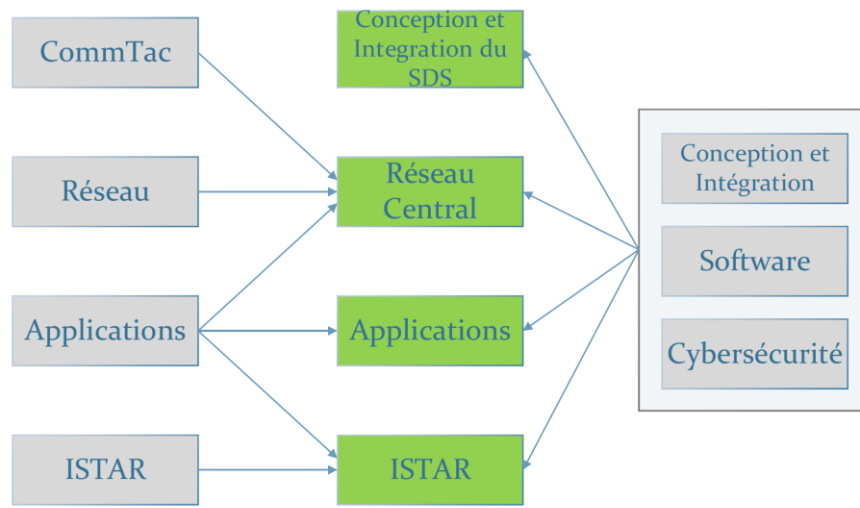 CommTac
Conception et
Integration du
SDS
Conception et
Intégration
Réseau
Réseau
Central
Software
Applications
Applications
Cybersécurité
ISTAR
ISTAR